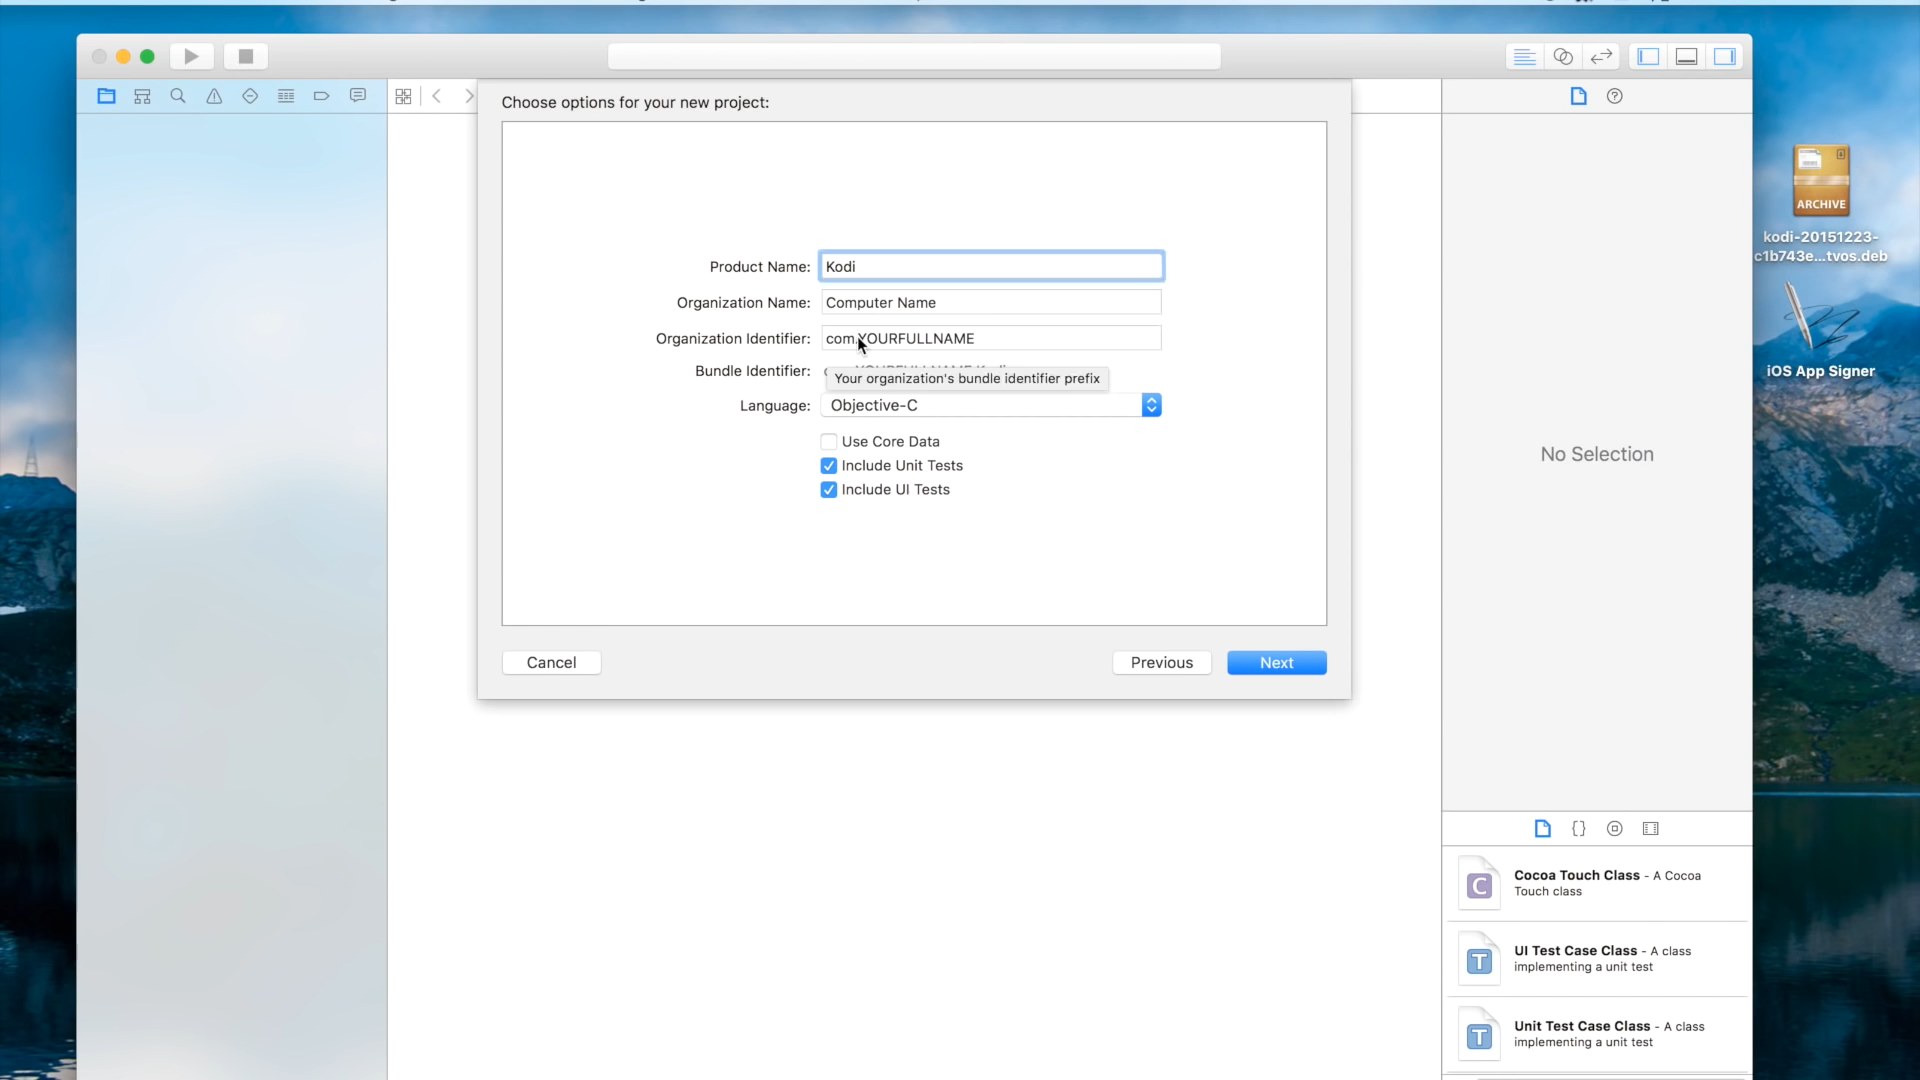 Choose options for your new project:
Product Name: Kodi
Organization Name: Computer Name
Organization Identifier: com.YOURFULLNAME
Bundle Identifier:
Your organization's bundle identifier prefix
Language: Objective-C
Use Core Data
Include Unit Tests
Include UI Tests
Cancel
Previous
Next
No Selection
ARCHIVE
kodi-20151223-
c1b743e...tvos.deb
iOS App Signer
{}
C
Cocoa Touch Class - A Cocoa
Touch class
T
UI Test Case Class - A class
implementing a unit test
T
Unit Test Case Class - A class
implementing a unit test